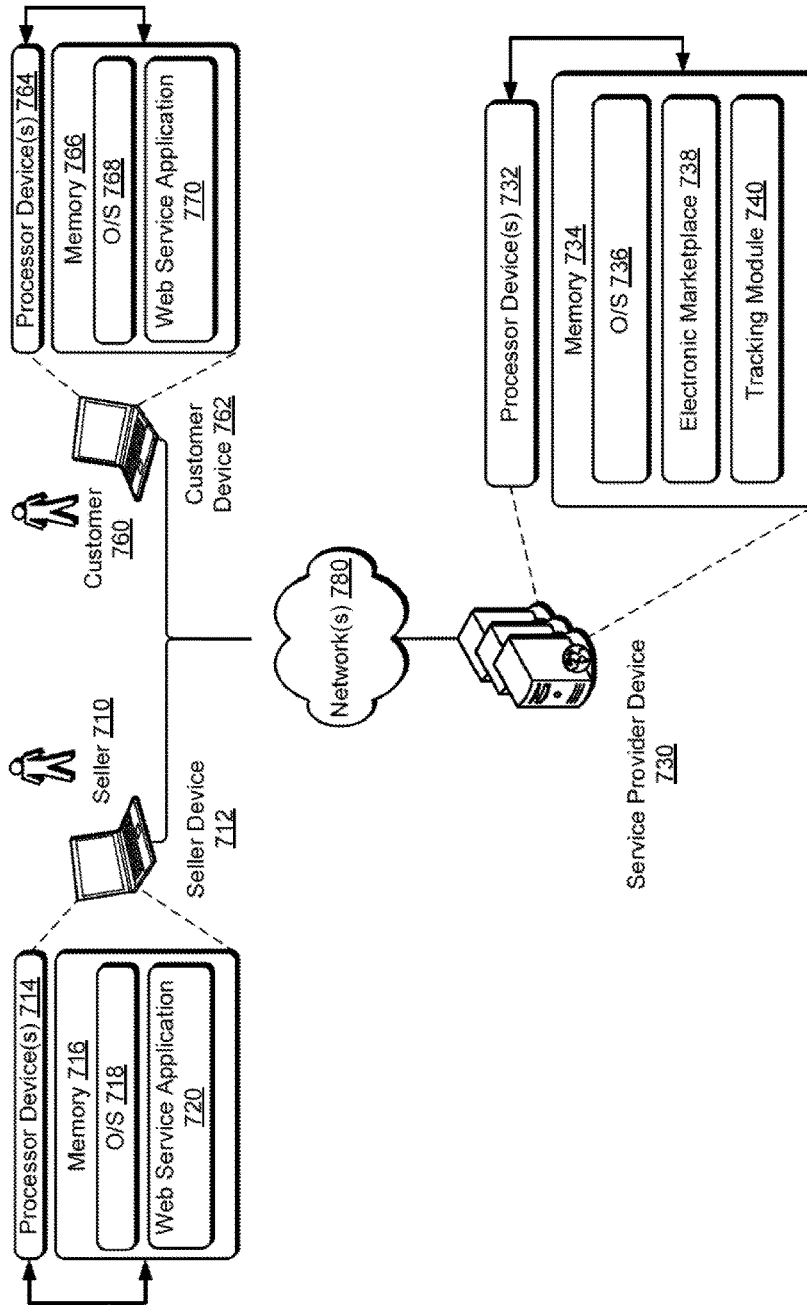 Processor Device(s) 714
Memory 716
O/S 718
Web Service Application
720
Seller 710
Seller Device
712
Customer
760
Customer
Device 762
Processor Device(s) 764
Memory 766
O/S 768
Web Service Application
770
Network(s) 780
Service Provider Device
730
Processor Device(s) 732
Memory 734
O/S 736
Electronic Marketplace 738
Tracking Module 740